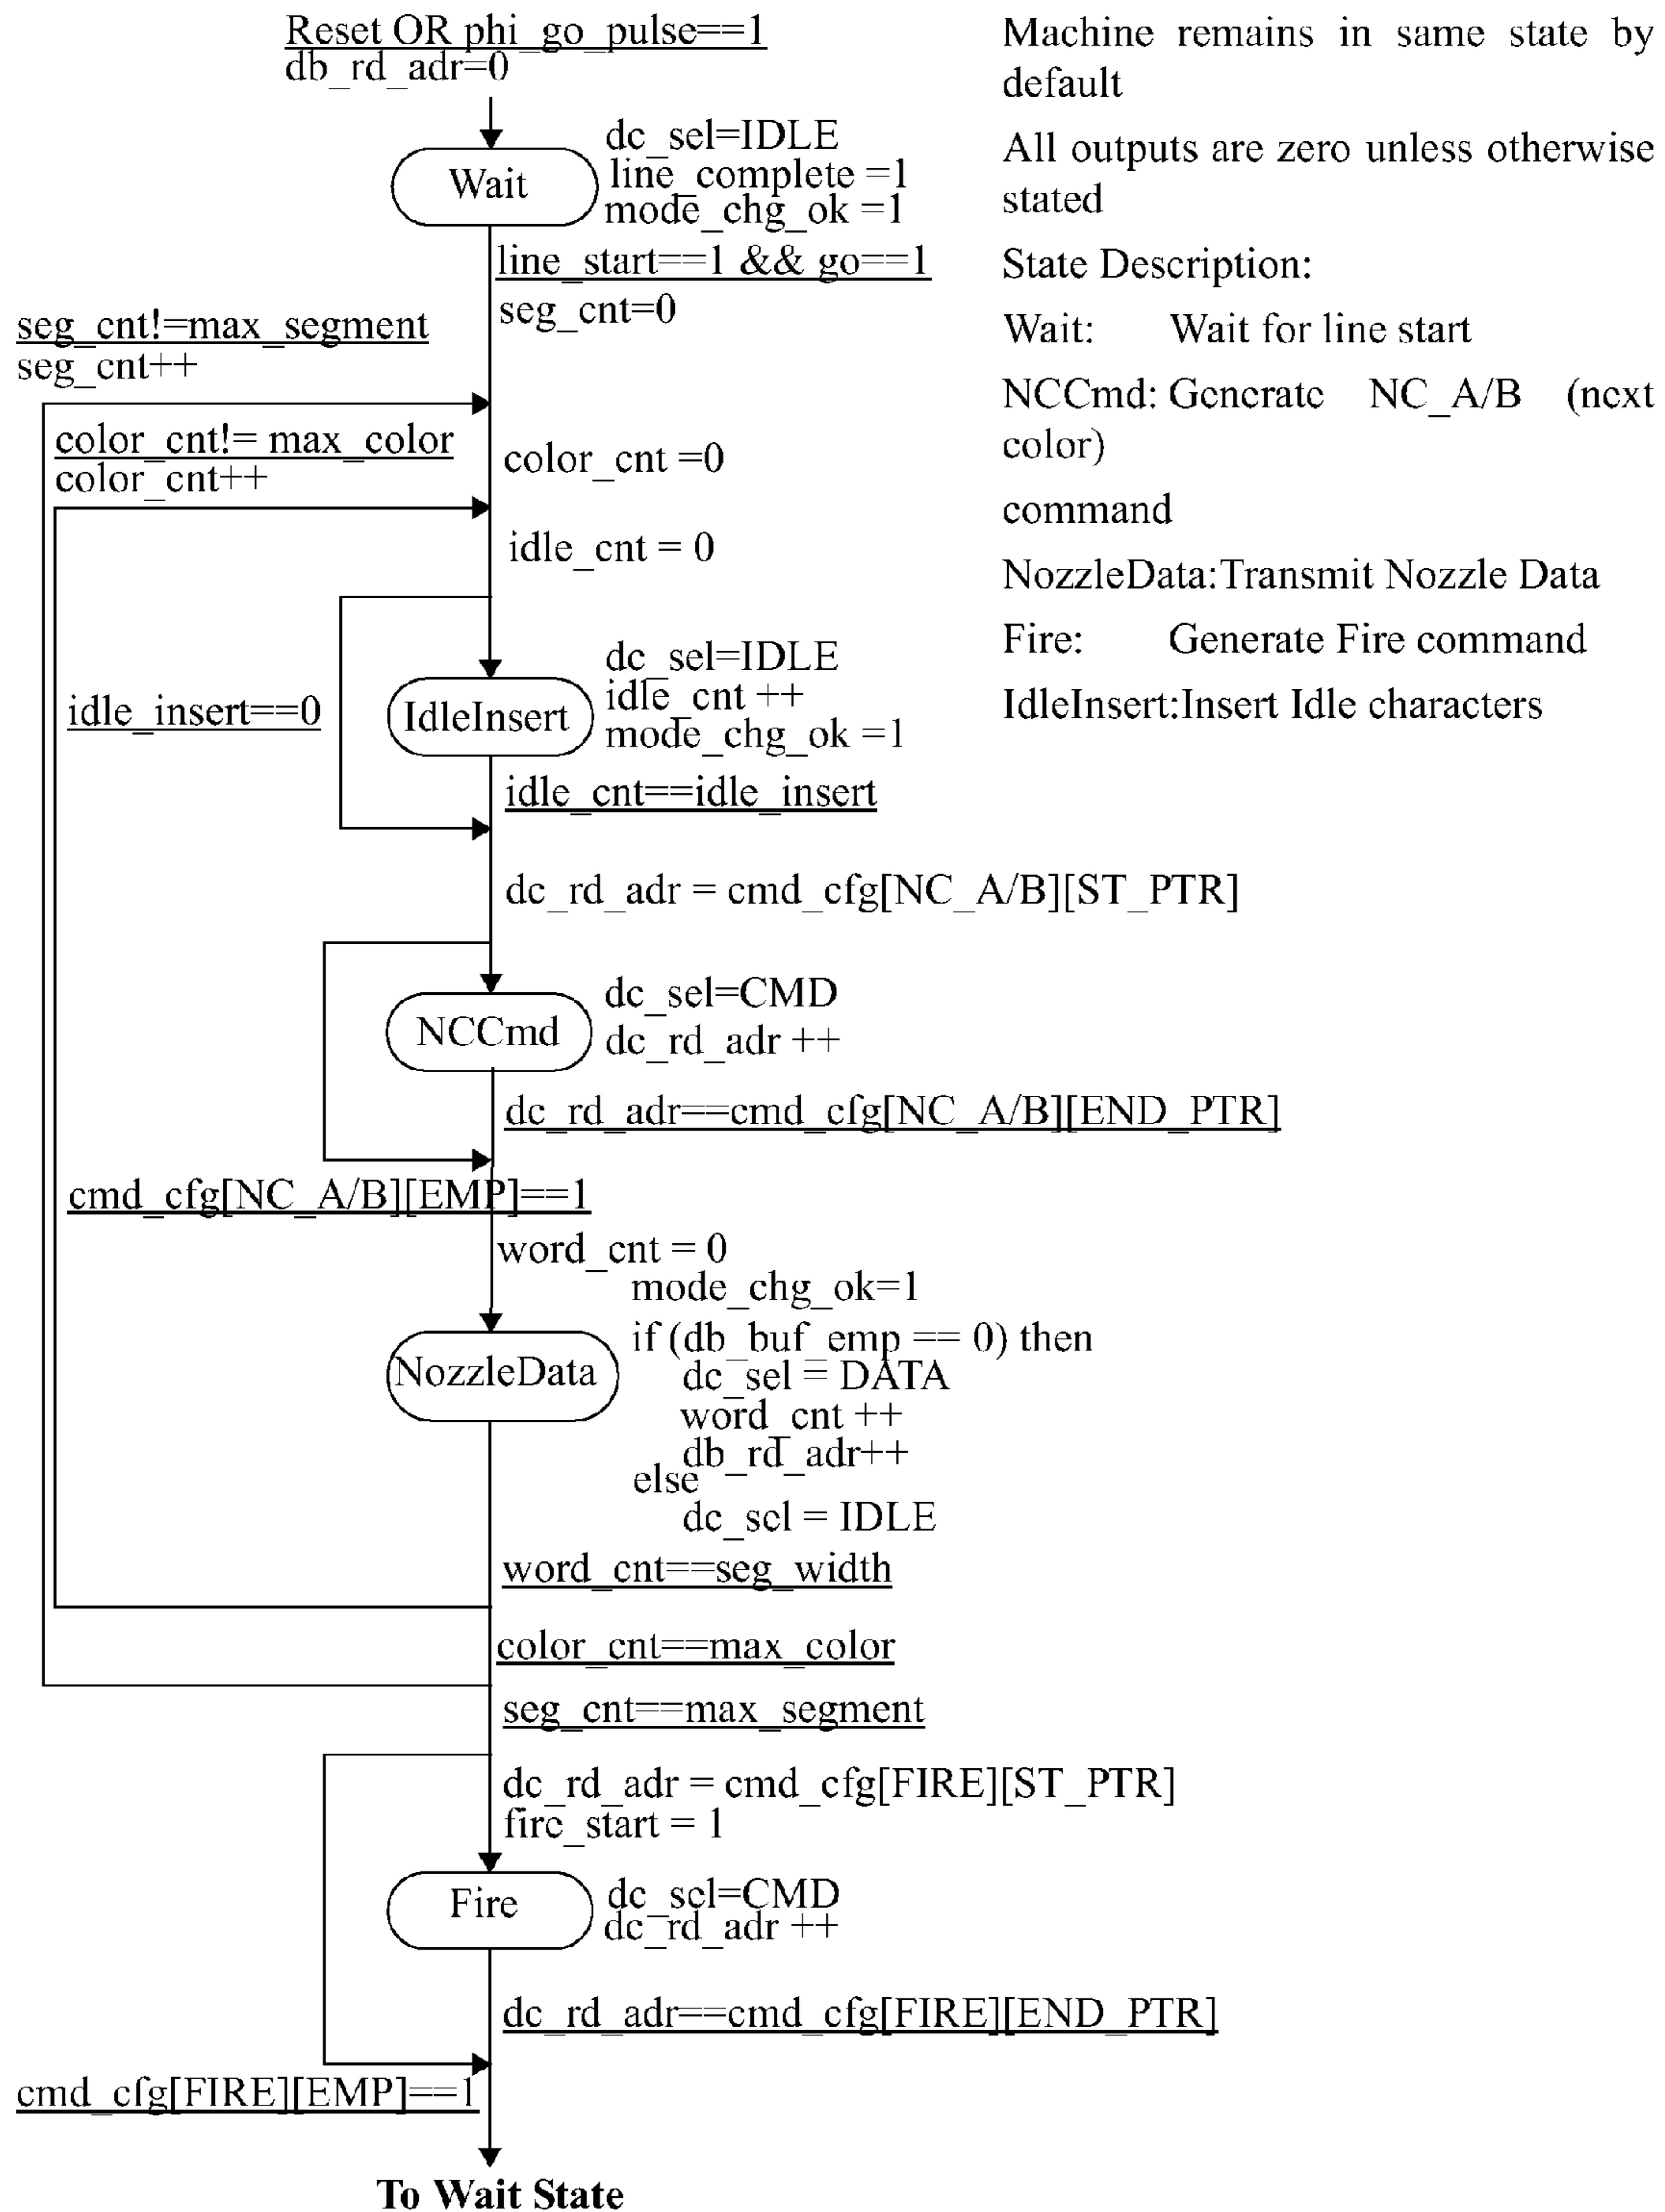 Reset OR phi_go_pulse==1
db_rd_adr=0
dc_sel=IDLE
Wait
line_complete =1
mode_chg_ok =1
line_start==1 && go==1
seg_cnt=0
seg_cnt!=max_segment
seg_cnt++
color_cnt!= max_color
color_cnt++
color_cnt =0
idle_cnt = 0
idle_insert==0
dc_sel=IDLE
IdleInsert
idle_cnt ++
mode_chg_ok =1
idle_cnt==idle_insert
dc_rd_adr = cmd_cfg[NC_A/B][ST_PTR]
NCCmd
dc_sel=CMD
dc_rd_adr ++
dc_rd_adr==cmd_cfg[NC_A/B][END_PTR]
cmd_cfg[NC_A/B][EMP]==1
word_cnt = 0
mode_chg_ok=1
NozzleData
if (db_buf_emp == 0) then
dc_sel = DATA
word_cnt ++
db_rd_adr++
else
dc_sel = IDLE
word_cnt==seg_width
color_cnt==max_color
seg_cnt==max_segment
dc_rd_adr = cmd_cfg[FIRE][ST_PTR]
fire_start = 1
Fire
dc_sel=CMD
dc_rd_adr ++
dc_rd_adr==cmd_cfg[FIRE][END_PTR]
cmd_cfg[FIRE][EMP]==1
To Wait State
Machine remains in same state by
default
All outputs are zero unless otherwise
stated
State Description:
Wait: Wait for line start
NCCmd: Generate NC_A/B (next
color)
command
NozzleData:Transmit Nozzle Data
Fire: Generate Fire command
IdleInsert:Insert Idle characters